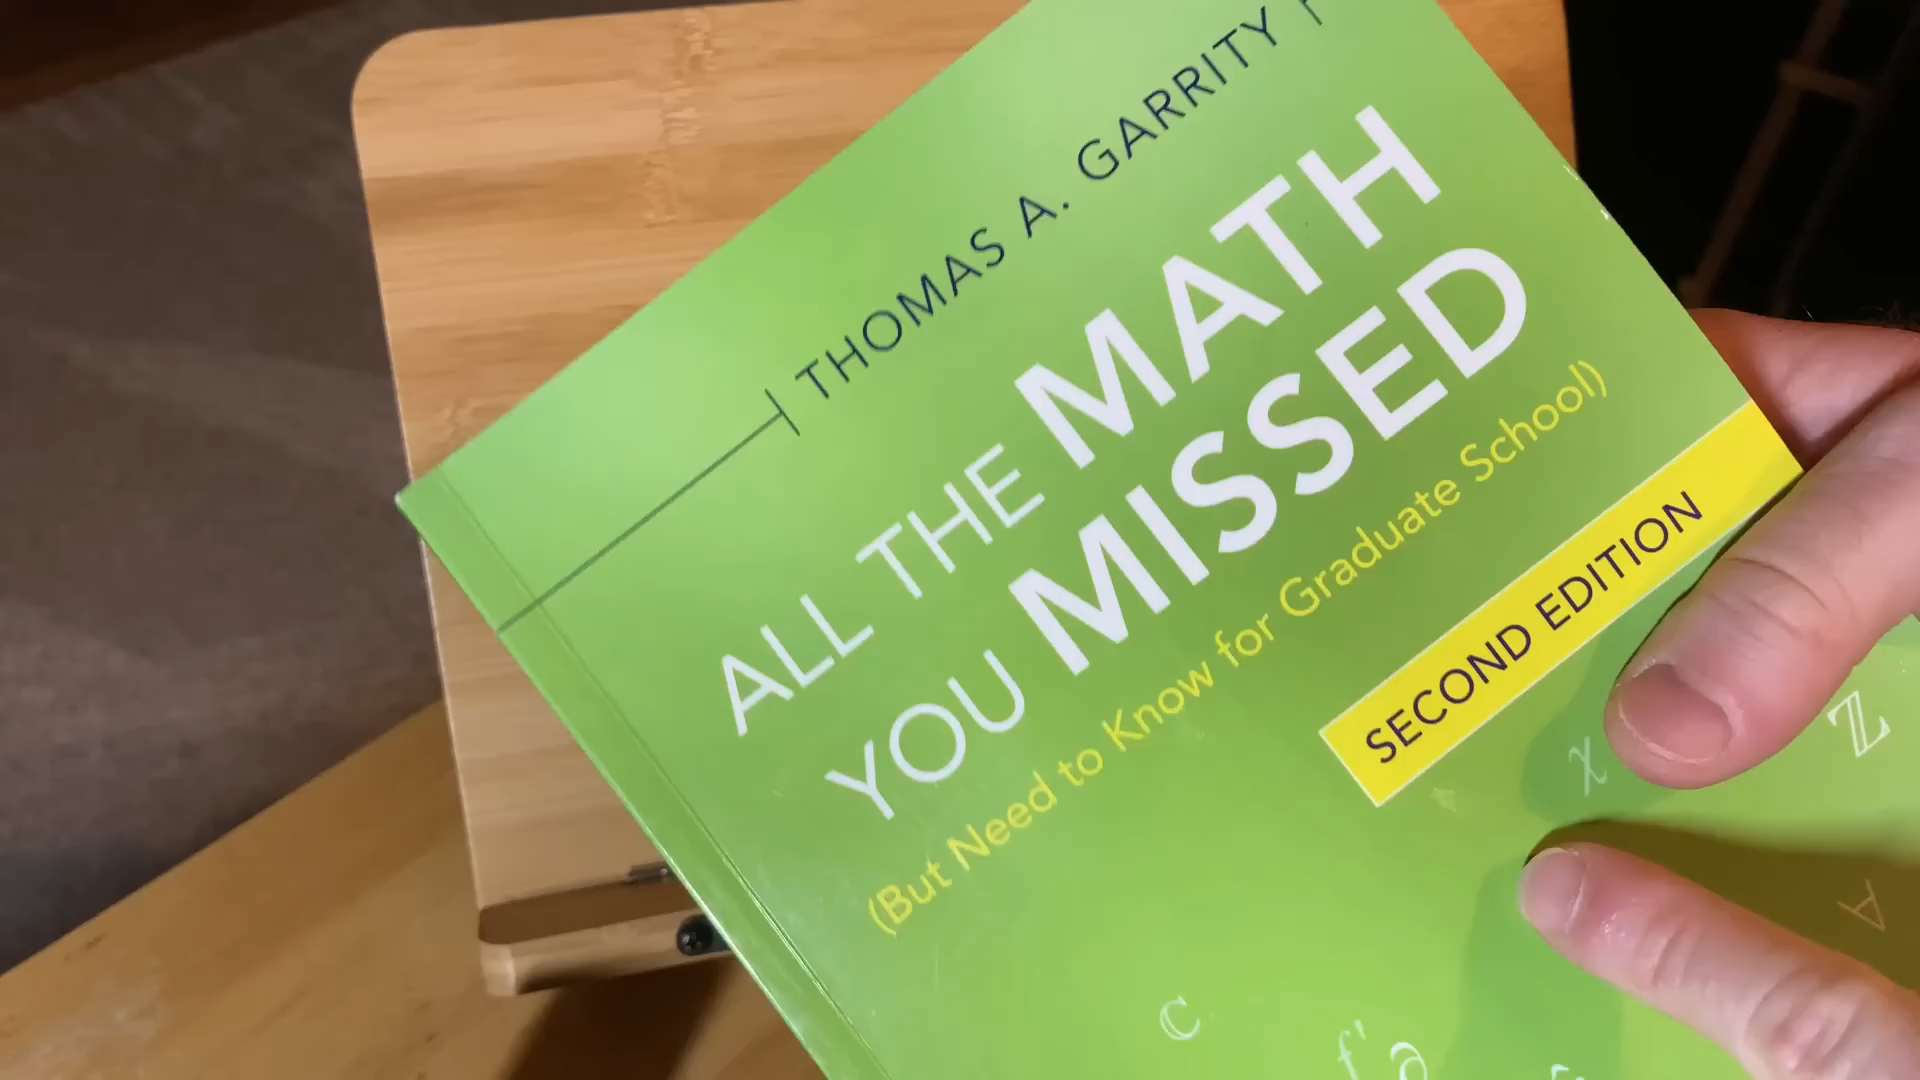 THOMAS A. GARRITY
ALL THE MATH
YOU MISSED
(But Need to Know for Graduate School)
SECOND EDITION
χ
ℤ
A
ℂ
f'
∂